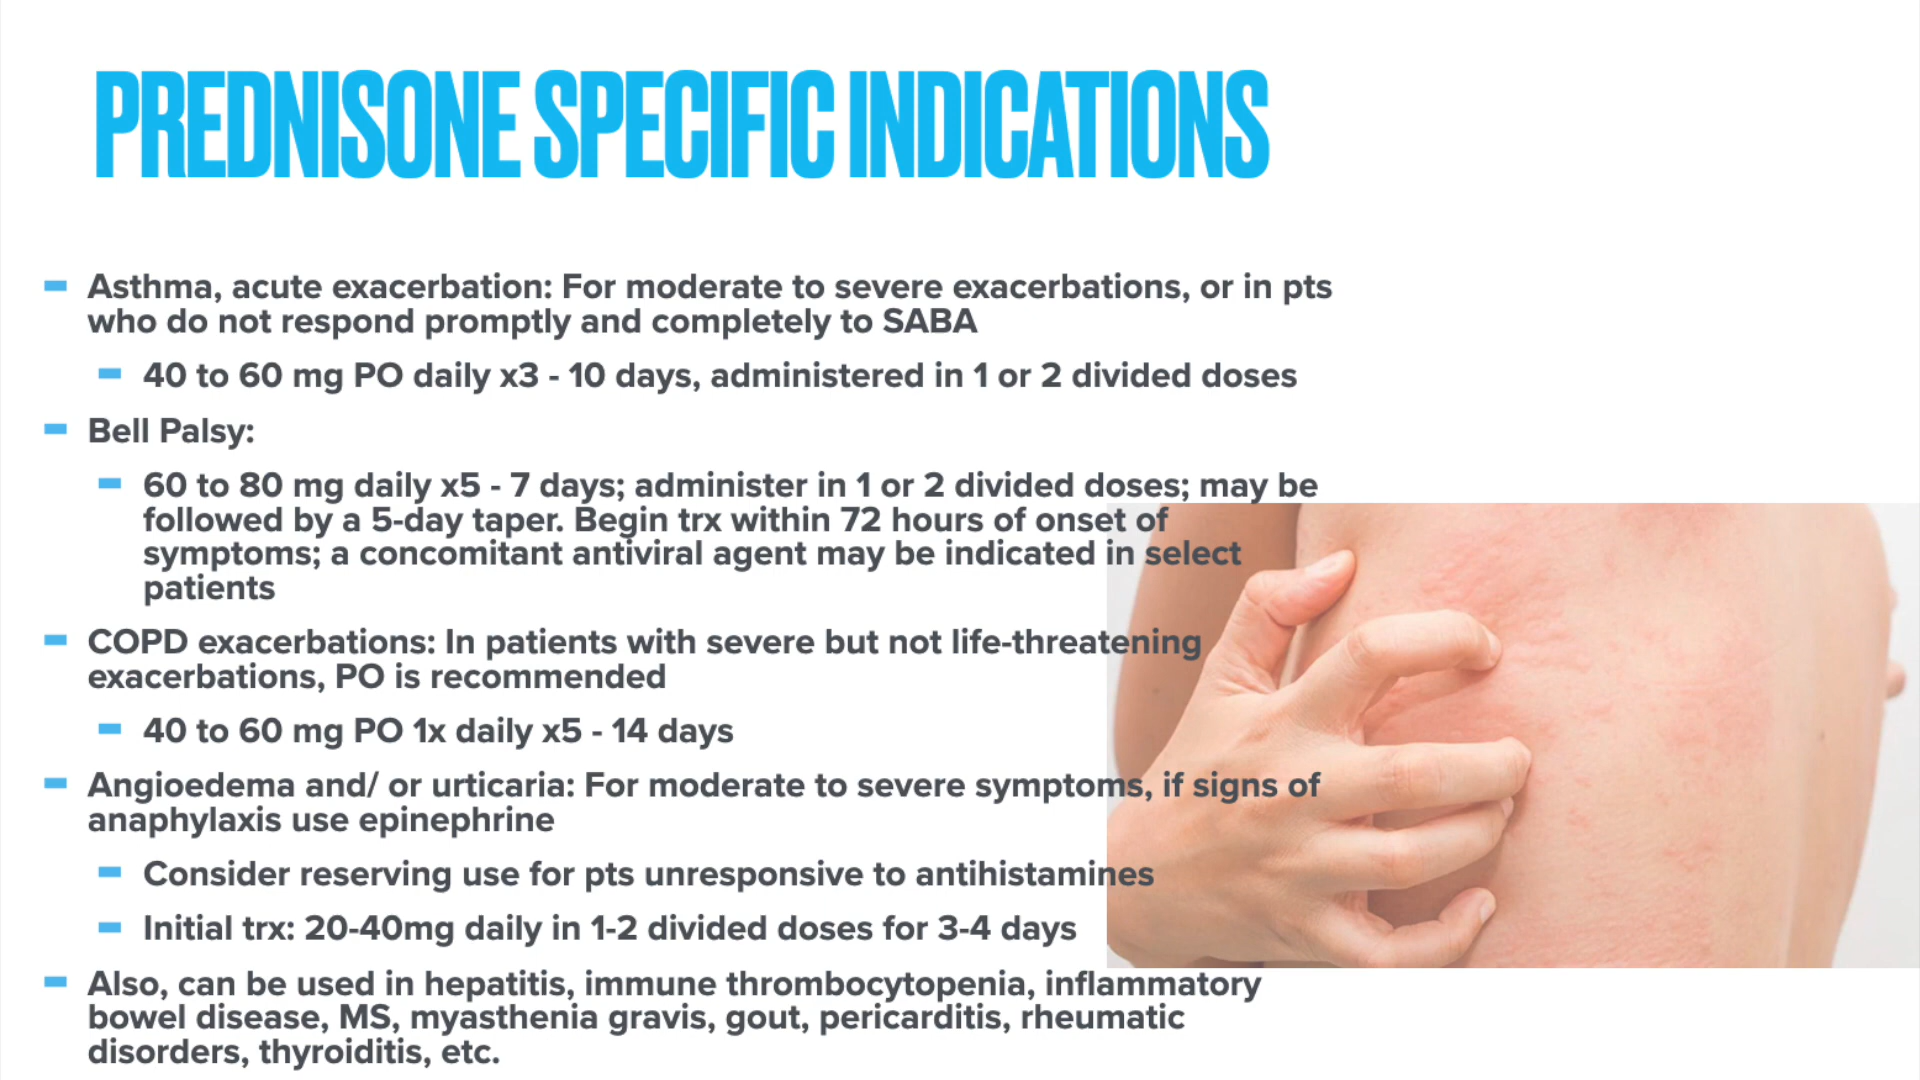 PREDNISONE SPECIFIC INDICATIONS
Asthma, acute exacerbation: For moderate to severe exacerbations, or in pts
who do not respond promptly and completely to SABA
40 to 60 mg PO daily x3 - 10 days, administered in 1 or 2 divided doses
Bell Palsy:
60 to 80 mg daily x5 - 7 days; administer in 1 or 2 divided doses; may be
followed by a 5-day taper. Begin trx within 72 hours of onset of
symptoms; a concomitant antiviral agent may be indicated in select
patients
COPD exacerbations: In patients with severe but not life-threatening
exacerbations, PO is recommended
40 to 60 mg PO 1x daily x5 - 14 days
Angioedema and/ or urticaria: For moderate to severe symptoms, if signs of
anaphylaxis use epinephrine
Consider reserving use for pts unresponsive to antihistamines
Initial trx: 20-40mg daily in 1-2 divided doses for 3-4 days
Also, can be used in hepatitis, immune thrombocytopenia, inflammatory
bowel disease, MS, myasthenia gravis, gout, pericarditis, rheumatic
disorders, thyroiditis, etc.